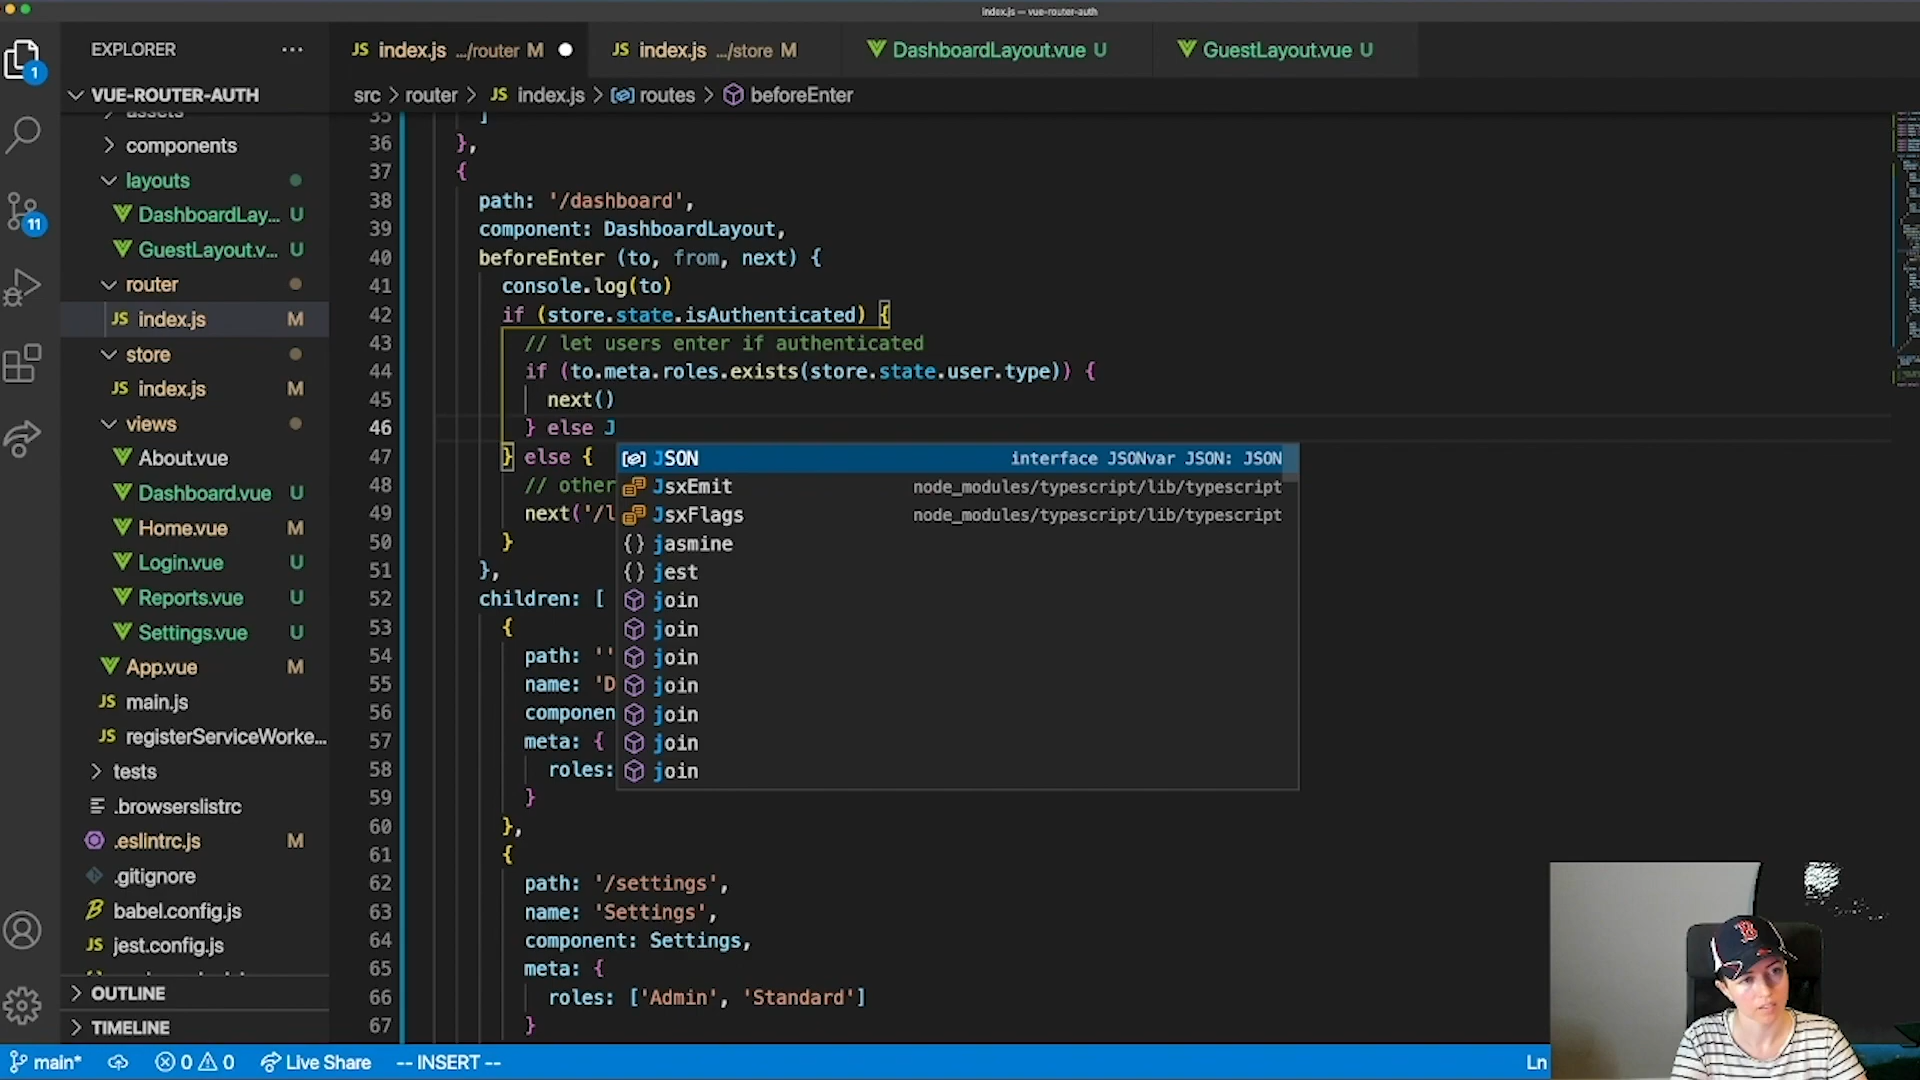 index.js — vue-router-auth
EXPLORER
JS index.js .../router M
JS index.js .../store M
DashboardLayout.vue U
GuestLayout.vue U
VUE-ROUTER-AUTH
src > router > JS index.js > routes > beforeEnter
assets
components
layouts
DashboardLay... U
GuestLayout.v... U
router
JS index.js M
store
JS index.js M
views
About.vue
Dashboard.vue U
Home.vue M
Login.vue U
Reports.vue U
Settings.vue U
App.vue M
JS main.js
JS registerServiceWorke...
tests
.browserslistrc
.eslintrc.js M
.gitignore
babel.config.js
JS jest.config.js
OUTLINE
TIMELINE
1
11
35 ]
36 },
37 {
38 path: '/dashboard',
39 component: DashboardLayout,
40 beforeEnter (to, from, next) {
41 console.log(to)
42 if (store.state.isAuthenticated) {
43 // let users enter if authenticated
44 if (to.meta.roles.exists(store.state.user.type)) {
45 next()
46 } else J
47 } else {
48 // other
49 next('/l
50 }
51 },
52 children: [
53 {
54 path: ''
55 name: 'D
56 componen
57 meta: {
58 roles:
59 }
60 },
61 {
62 path: '/settings',
63 name: 'Settings',
64 component: Settings,
65 meta: {
66 roles: ['Admin', 'Standard']
67 }
JSON interface JSONvar JSON: JSON
JsxEmit node_modules/typescript/lib/typescript
JsxFlags node_modules/typescript/lib/typescript
{} jasmine
{} jest
join
join
join
join
join
join
join
B
main* 0 0 Live Share -- INSERT -- Ln